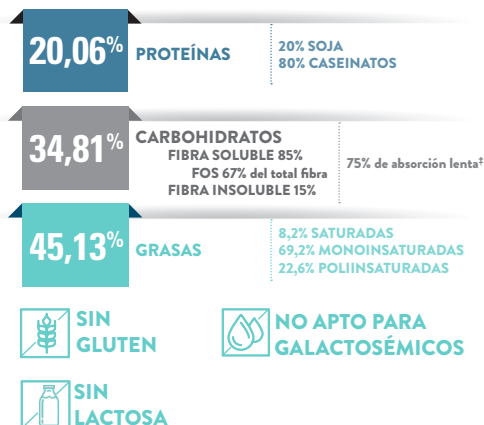 20,06%
PROTEÍNAS
20% SOJA
80% CASEINATOS
34,81%
CARBOHIDRATOS
FIBRA SOLUBLE 85%
FOS 67% del total fibra
FIBRA INSOLUBLE 15%
75% de absorción lenta‡
45,13%
GRASAS
8,2% SATURADAS
69,2% MONOINSATURADAS
22,6% POLIINSATURADAS
SIN
GLUTEN
NO APTO PARA
GALACTOSÉMICOS
SIN
LACTOSA